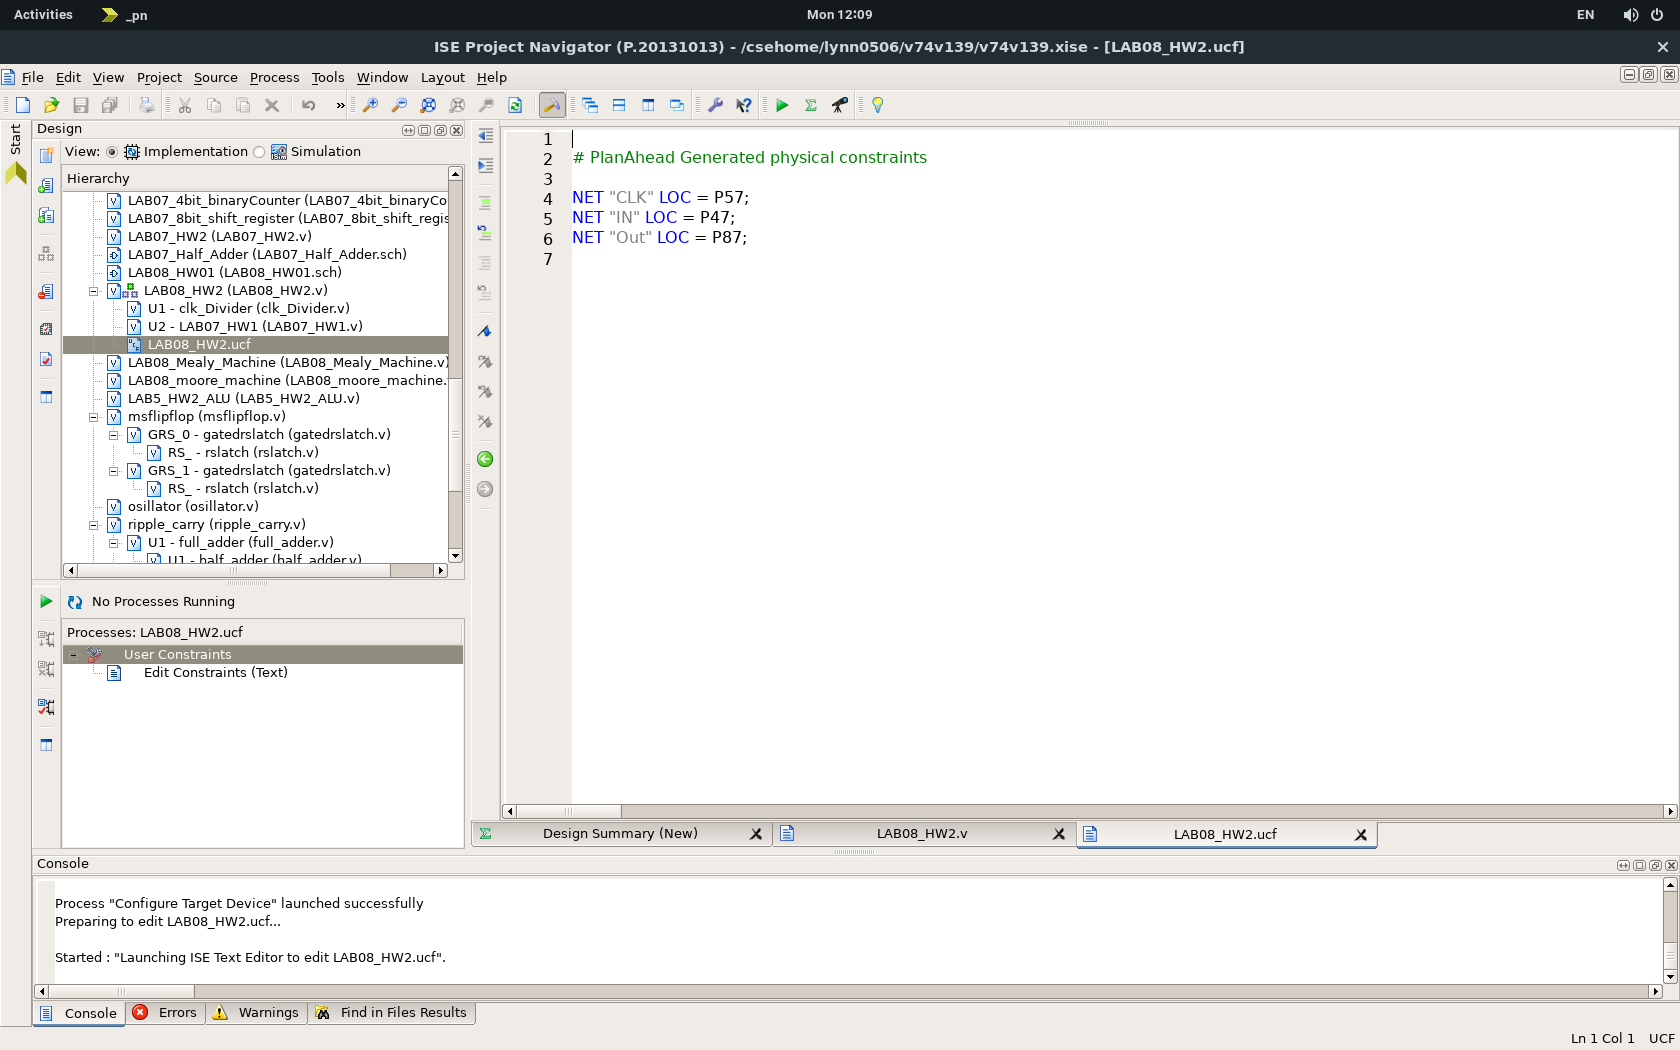 Activities
_pn
Mon 12:09
EN
ISE Project Navigator (P.20131013) - /csehome/lynn0506/v74v139/v74v139.xise - [LAB08_HW2.ucf]
File Edit View Project Source Process Tools Window Layout Help
»
Start
Design
View: Implementation Simulation
Hierarchy
LAB07_4bit_binaryCounter (LAB07_4bit_binaryCo
LAB07_8bit_shift_register (LAB07_8bit_shift_regis
LAB07_HW2 (LAB07_HW2.v)
LAB07_Half_Adder (LAB07_Half_Adder.sch)
LAB08_HW01 (LAB08_HW01.sch)
LAB08_HW2 (LAB08_HW2.v)
U1 - clk_Divider (clk_Divider.v)
U2 - LAB07_HW1 (LAB07_HW1.v)
LAB08_HW2.ucf
LAB08_Mealy_Machine (LAB08_Mealy_Machine.v)
LAB08_moore_machine (LAB08_moore_machine.
LAB5_HW2_ALU (LAB5_HW2_ALU.v)
msflipflop (msflipflop.v)
GRS_0 - gatedrslatch (gatedrslatch.v)
RS_ - rslatch (rslatch.v)
GRS_1 - gatedrslatch (gatedrslatch.v)
RS_ - rslatch (rslatch.v)
osillator (osillator.v)
ripple_carry (ripple_carry.v)
U1 - full_adder (full_adder.v)
U1 - half_adder (half_adder.v)
No Processes Running
Processes: LAB08_HW2.ucf
User Constraints
Edit Constraints (Text)
1
2 # PlanAhead Generated physical constraints
3
4 NET "CLK" LOC = P57;
5 NET "IN" LOC = P47;
6 NET "Out" LOC = P87;
7
Design Summary (New)
LAB08_HW2.v
LAB08_HW2.ucf
Console
Process "Configure Target Device" launched successfully
Preparing to edit LAB08_HW2.ucf...
Started : "Launching ISE Text Editor to edit LAB08_HW2.ucf".
Console
Errors
Warnings
Find in Files Results
Ln 1 Col 1 UCF